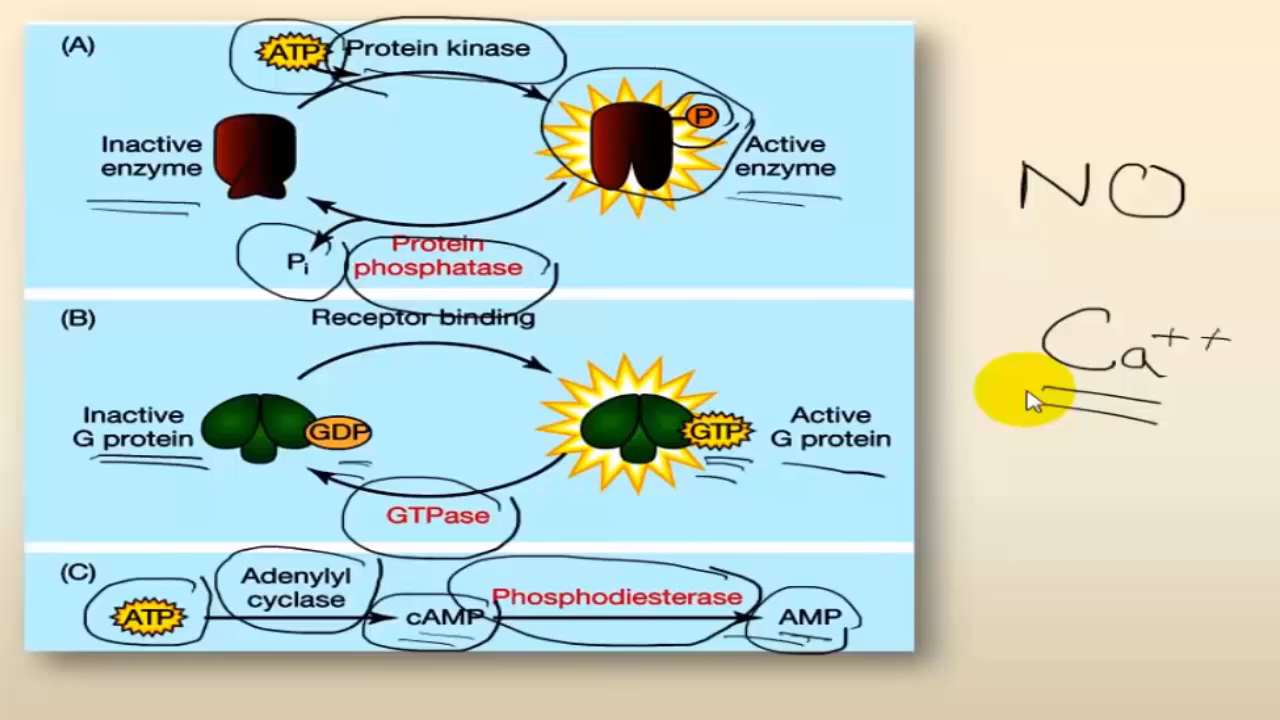 (A)
ATP Protein kinase
Inactive
enzyme
P
Active
enzyme
Pi
Protein
phosphatase
(B)
Receptor binding
Inactive
G protein
GDP
GTP
Active
G protein
GTPase
(C)
ATP
Adenylyl
cyclase
cAMP
Phosphodiesterase
AMP
NO
Ca++